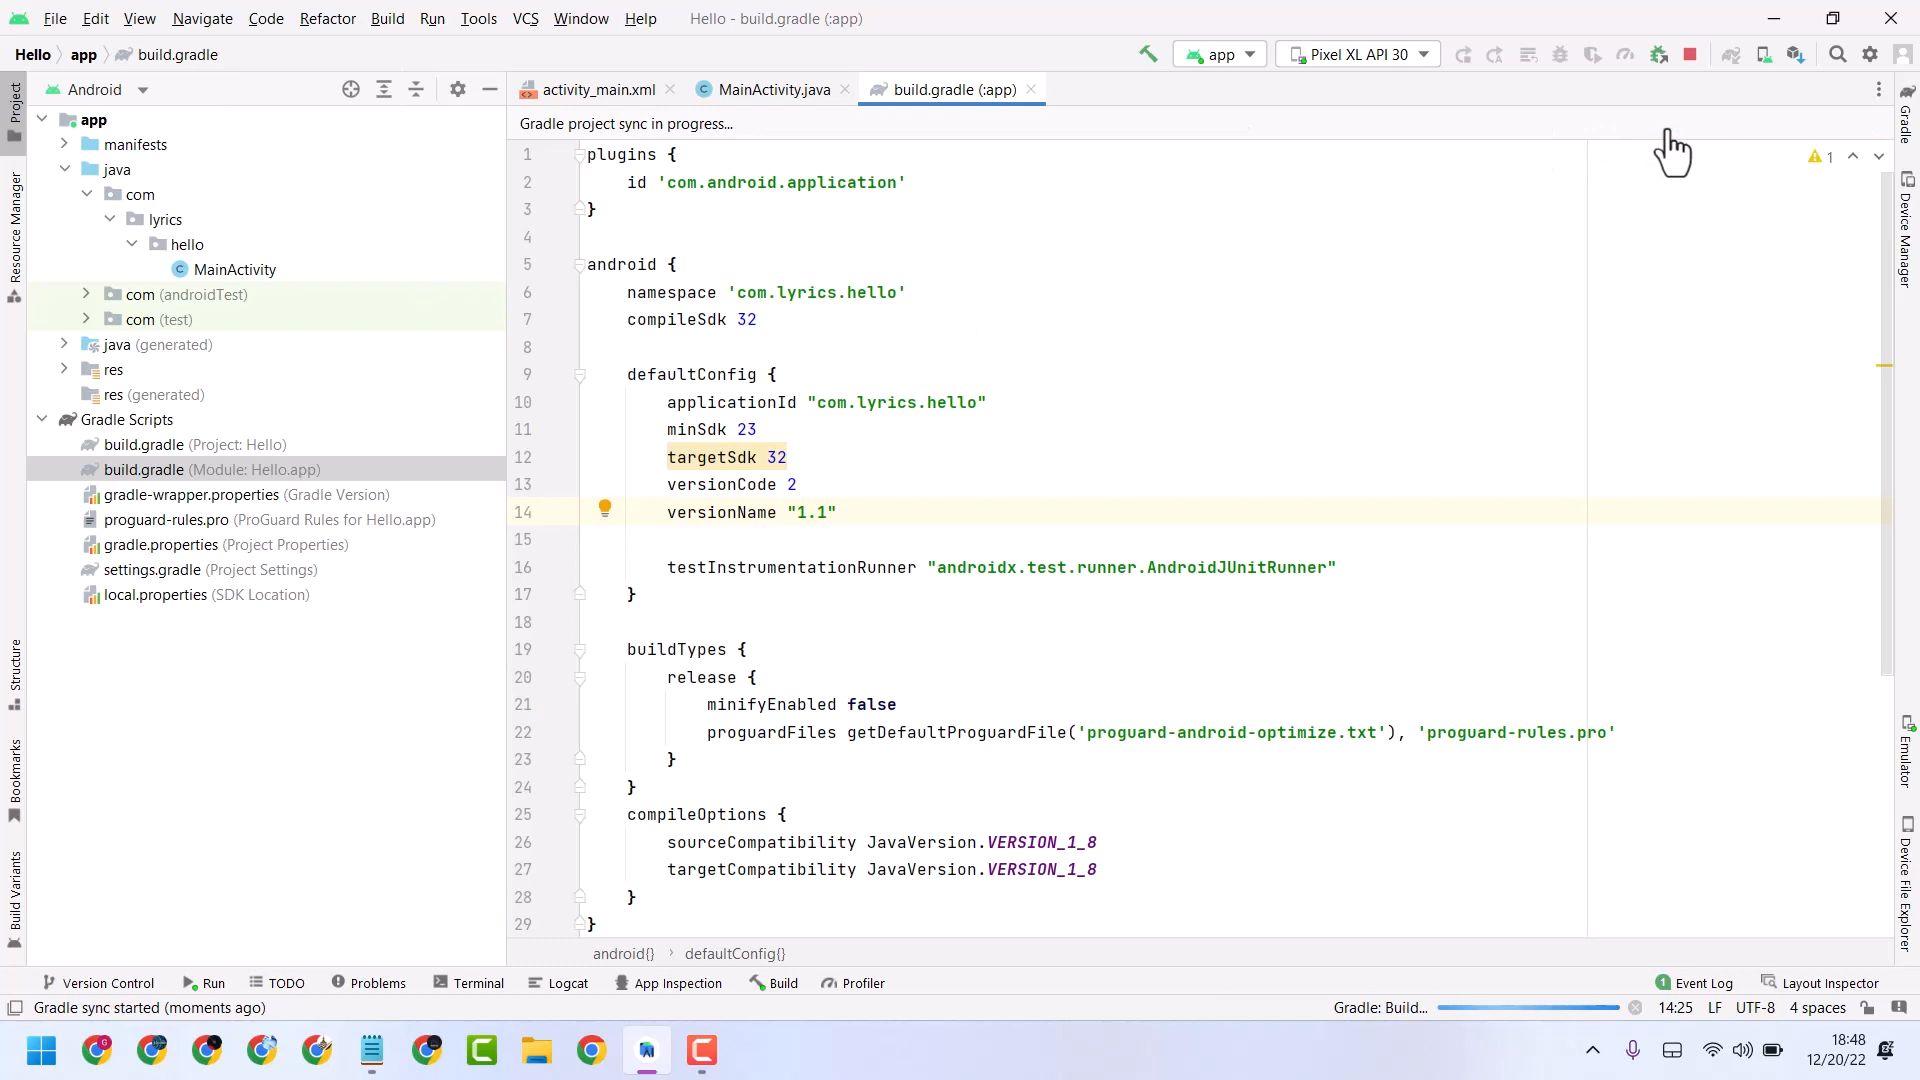 File Edit View Navigate Code Refactor Build Run Tools VCS Window Help Hello - build.gradle (:app)
Hello app build.gradle app Pixel XL API 30
Android activity_main.xml MainActivity.java build.gradle (:app)
Gradle project sync in progress...
Project
Resource Manager
Structure
Bookmarks
Build Variants
app
manifests
java
com
lyrics
hello
MainActivity
com (androidTest)
com (test)
java (generated)
res
res (generated)
Gradle Scripts
build.gradle (Project: Hello)
build.gradle (Module: Hello.app)
gradle-wrapper.properties (Gradle Version)
proguard-rules.pro (ProGuard Rules for Hello.app)
gradle.properties (Project Properties)
settings.gradle (Project Settings)
local.properties (SDK Location)
1 plugins {
2 id 'com.android.application'
3 }
4
5 android {
6 namespace 'com.lyrics.hello'
7 compileSdk 32
8
9 defaultConfig {
10 applicationId "com.lyrics.hello"
11 minSdk 23
12 targetSdk 32
13 versionCode 2
14 versionName "1.1"
15
16 testInstrumentationRunner "androidx.test.runner.AndroidJUnitRunner"
17 }
18
19 buildTypes {
20 release {
21 minifyEnabled false
22 proguardFiles getDefaultProguardFile('proguard-android-optimize.txt'), 'proguard-rules.pro'
23 }
24 }
25 compileOptions {
26 sourceCompatibility JavaVersion.VERSION_1_8
27 targetCompatibility JavaVersion.VERSION_1_8
28 }
29 }
1
Gradle
Device Manager
Emulator
Device File Explorer
android{} defaultConfig{}
Version Control Run TODO Problems Terminal Logcat App Inspection Build Profiler 1 Event Log Layout Inspector
Gradle sync started (moments ago) Gradle: Build... 14:25 LF UTF-8 4 spaces
18:48
12/20/22